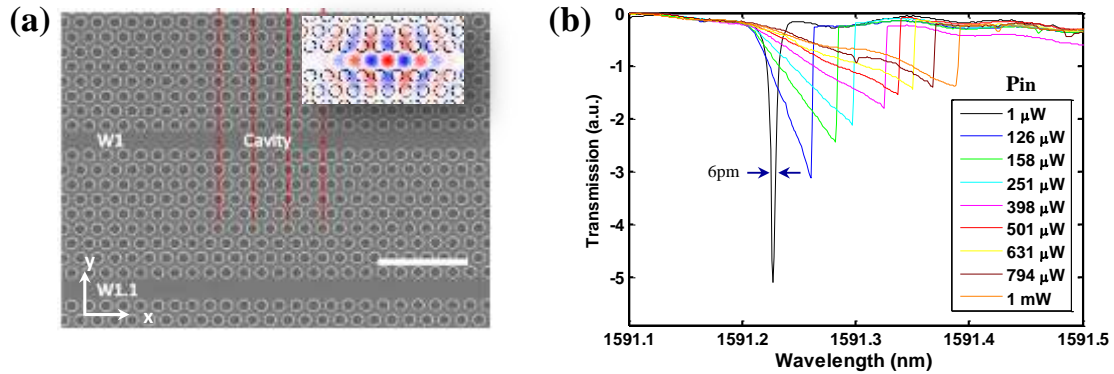 (a)
W1
Cavity
y
x
W1.1
(b)
Transmission (a.u.)
0
-1
-2
-3
-4
-5
6pm
Pin
1 μW
126 μW
158 μW
251 μW
398 μW
501 μW
631 μW
794 μW
1 mW
1591.1
1591.2
1591.3
1591.4
1591.5
Wavelength (nm)